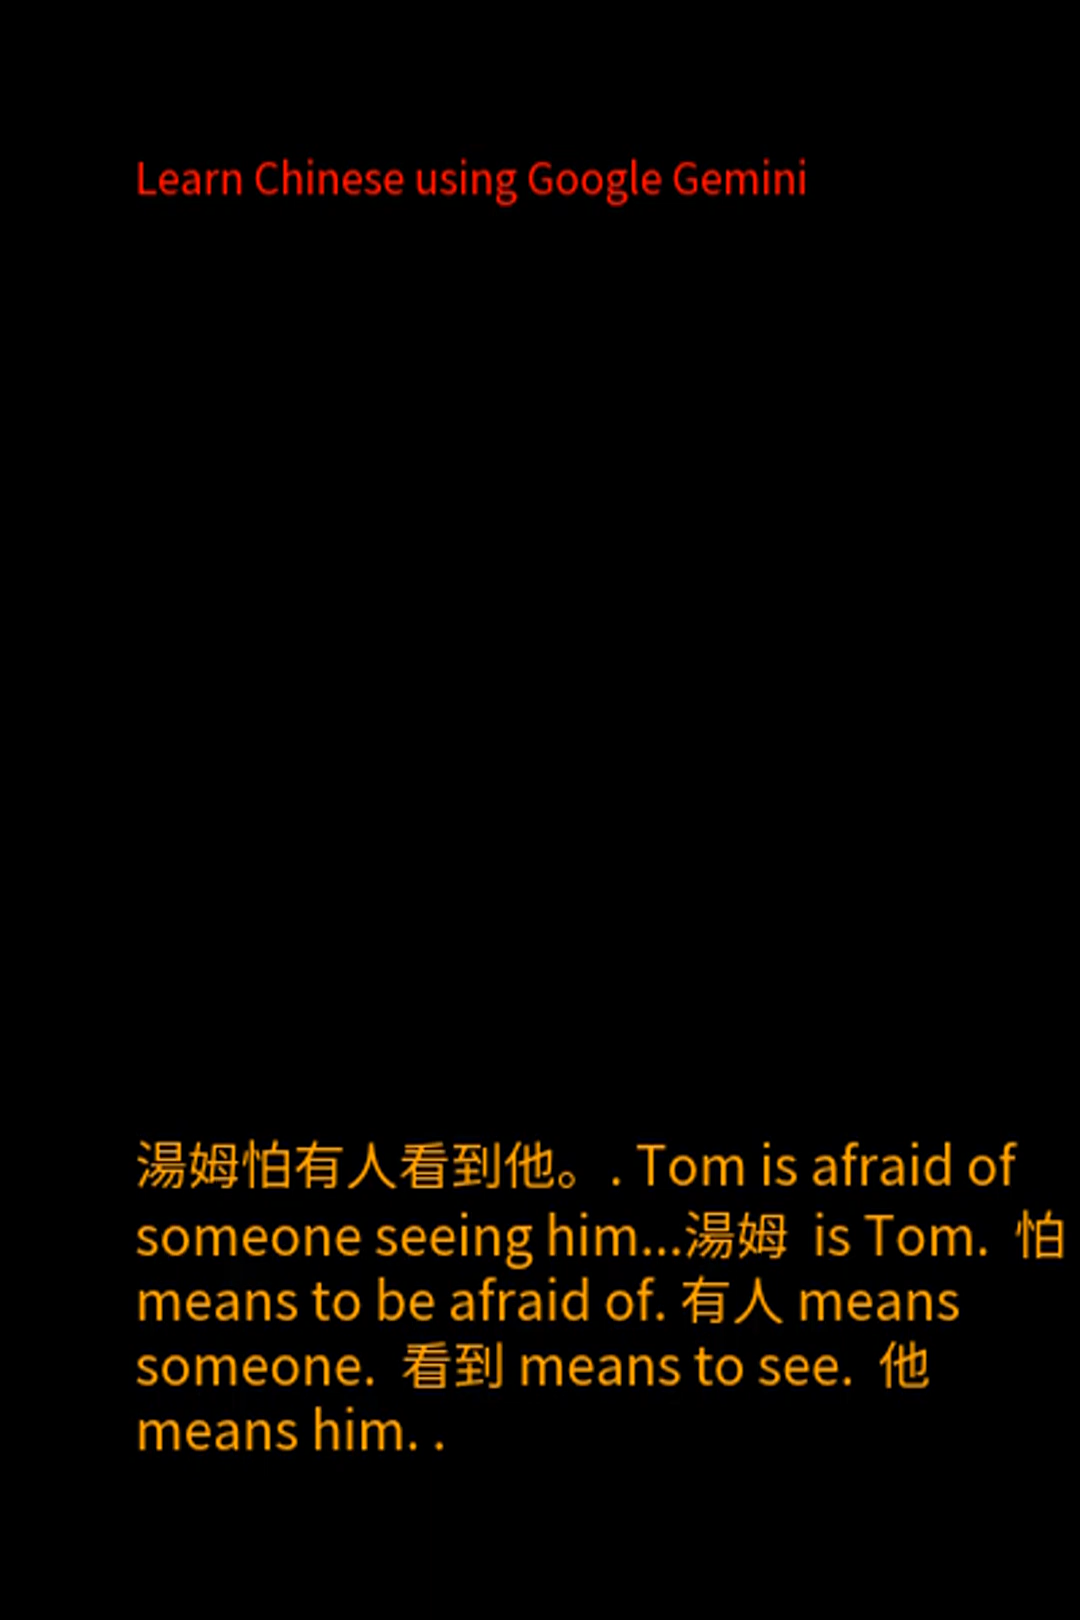 Learn Chinese using Google Gemini
湯姆怕有人看到他。. Tom is afraid of
someone seeing him...湯姆 is Tom. 怕
means to be afraid of. 有人 means
someone. 看到 means to see. 他
means him. .